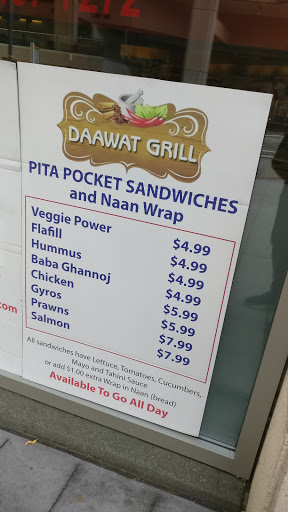 DAAWAT GRILL
PITA POCKET SANDWICHES
and Naan Wrap
Veggie Power $4.99
Flafill $4.99
Hummus $4.99
Baba Ghannoj $4.99
Chicken $5.99
Gyros $5.99
Prawns $7.99
Salmon $7.99
All sandwiches have Lettuce, Tomatoes, Cucumbers,
Mayo and Tahini Sauce
or add $1.00 extra Wrap in Naan (bread)
Available To Go All Day
.com